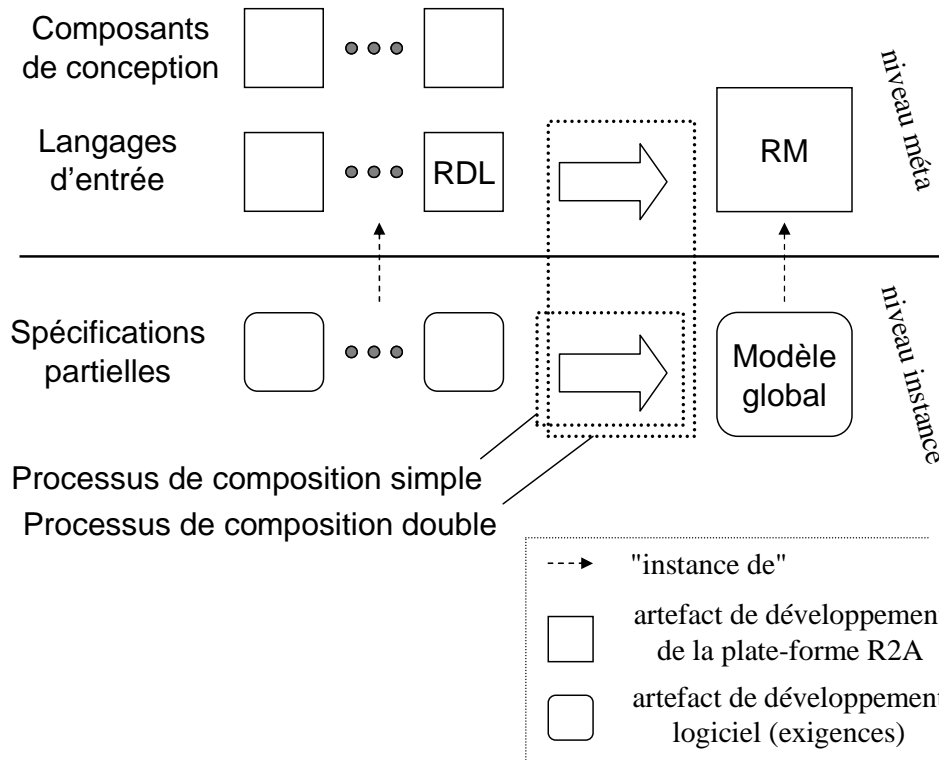 Composants
de conception
niveau méta
Langages
d'entrée
RDL
RM
Spécifications
partielles
Modèle
global
niveau instance
Processus de composition simple
Processus de composition double
"instance de"
artefact de développement
de la plate-forme R2A
artefact de développement
logiciel (exigences)